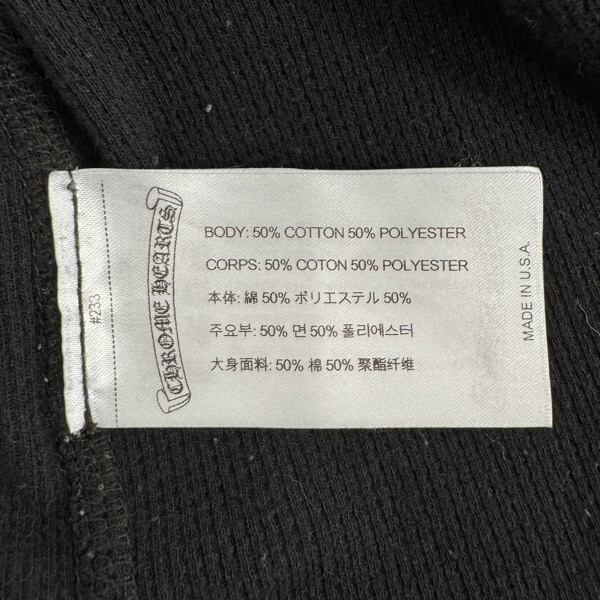 #233
CHROME HEARTS
BODY: 50% COTTON 50% POLYESTER
CORPS: 50% COTON 50% POLYESTER
本体: 綿 50% ポリエステル 50%
주요부: 50% 면 50% 폴리에스터
大身面料: 50% 棉 50% 聚酯纤维
MADE IN U.S.A.